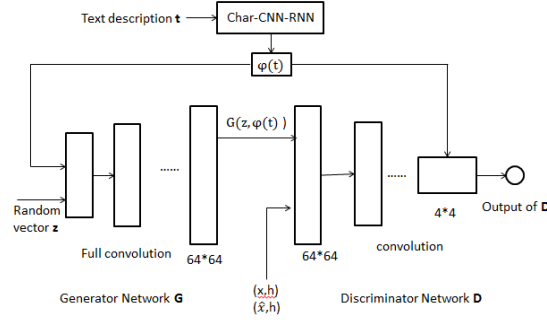 Text description t
Char-CNN-RNN
φ(t)
G(z,φ(t) )
......
......
Random
vector z
4*4
Output of D
Full convolution
64*64
64*64
convolution
(x,h)
(x̂,h)
Generator Network G
Discriminator Network D